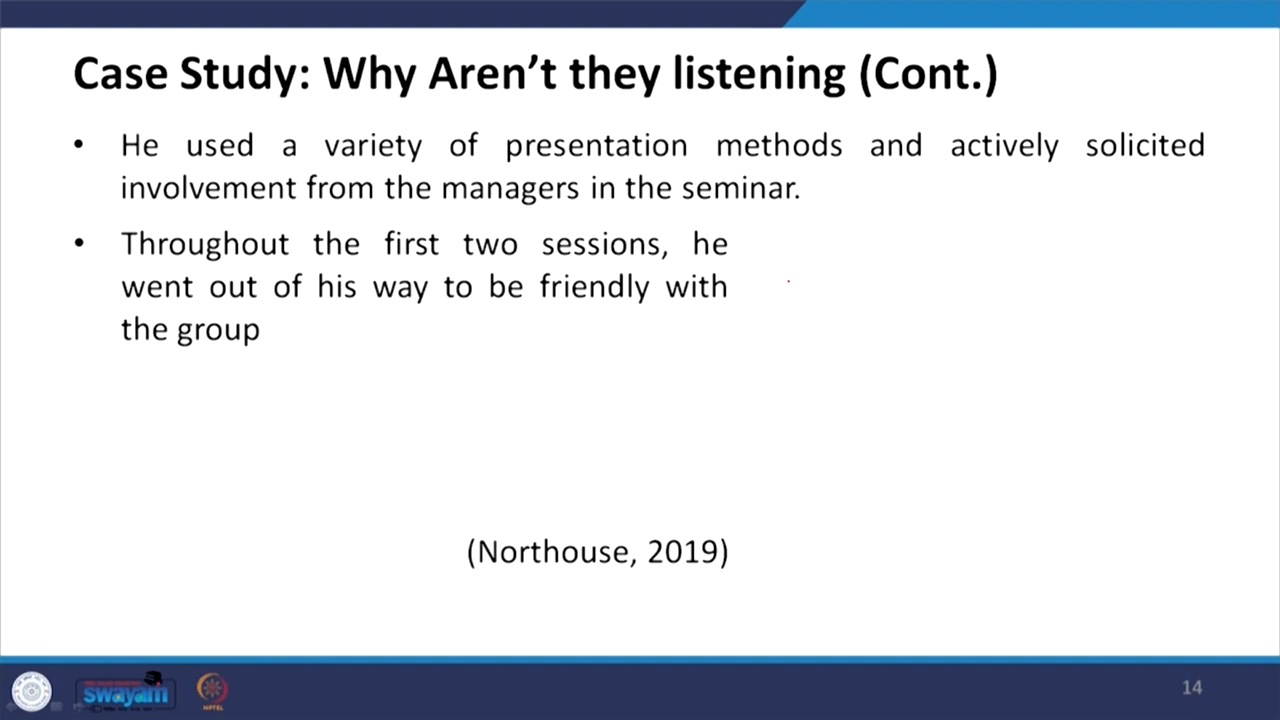 Case Study: Why Aren’t they listening (Cont.)
• He used a variety of presentation methods and actively solicited
involvement from the managers in the seminar.
• Throughout the first two sessions, he
went out of his way to be friendly with
the group
(Northouse, 2019)
swayam
NPTEL
14